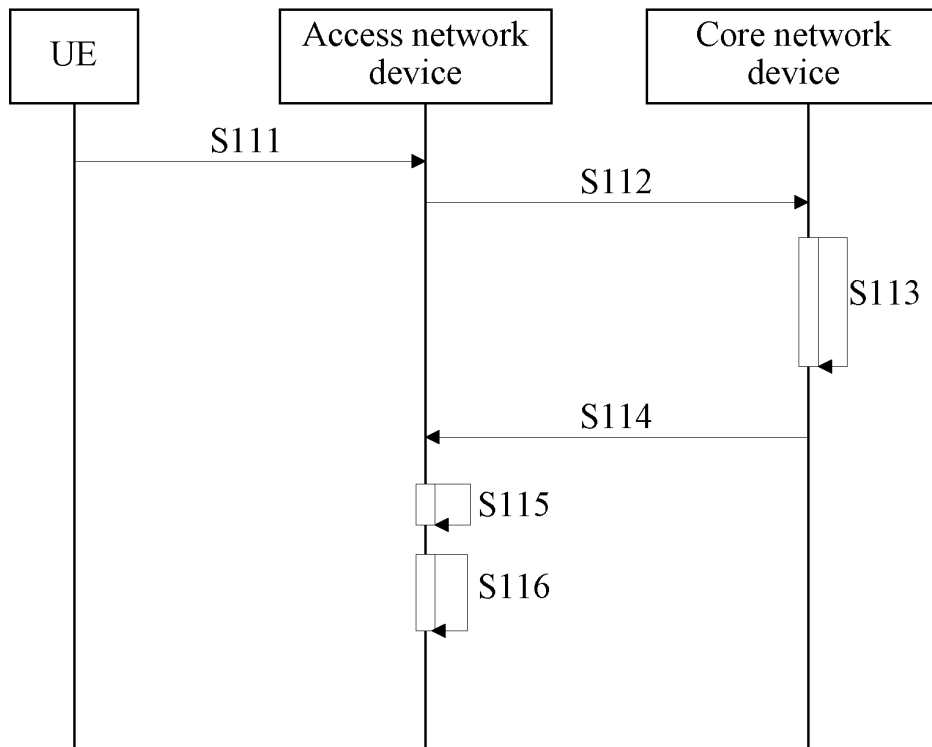 UE
Access network
device
Core network
device
S111
S112
S113
S114
S115
S116